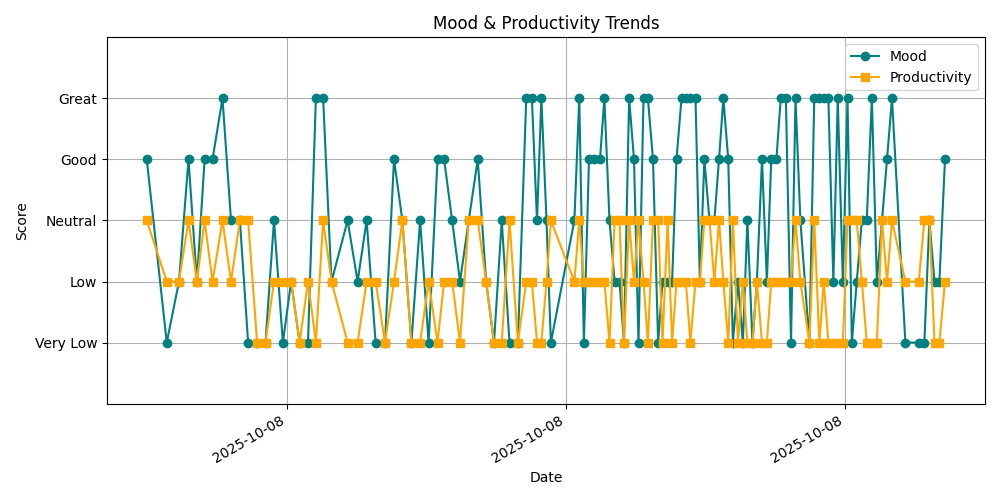 Mood & Productivity Trends
Mood
Productivity
Great
Good
Neutral
Low
Very Low
Score
2025-10-08
2025-10-08
2025-10-08
Date